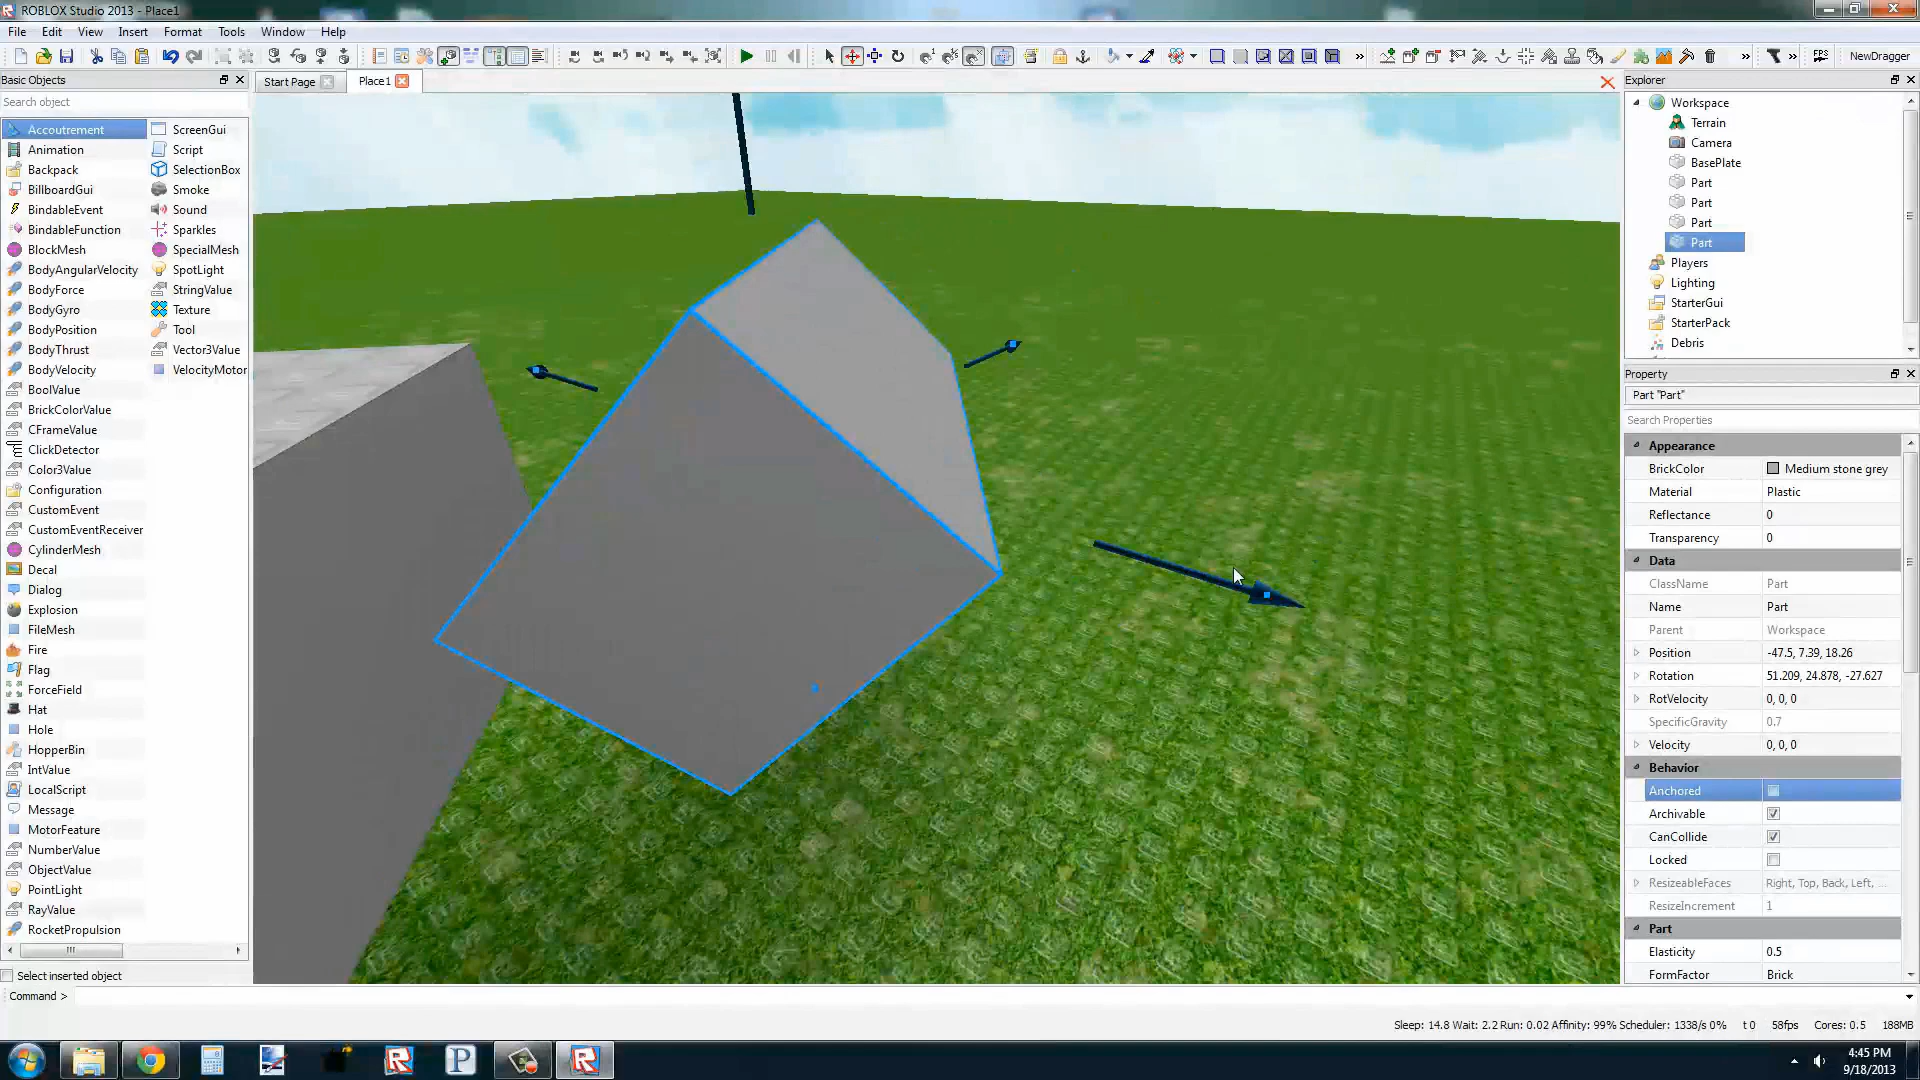 ROBLOX Studio 2013 - Place1
File Edit View Insert Format Tools Window Help
FPS NewDragger
Basic Objects
Search object
Accoutrement
Animation
Backpack
BillboardGui
BindableEvent
BindableFunction
BlockMesh
BodyAngularVelocity
BodyForce
BodyGyro
BodyPosition
BodyThrust
BodyVelocity
BoolValue
BrickColorValue
CFrameValue
ClickDetector
Color3Value
Configuration
CustomEvent
CustomEventReceiver
CylinderMesh
Decal
Dialog
Explosion
FileMesh
Fire
Flag
ForceField
Hat
Hole
HopperBin
IntValue
LocalScript
Message
MotorFeature
NumberValue
ObjectValue
PointLight
RayValue
RocketPropulsion
ScreenGui
Script
SelectionBox
Smoke
Sound
Sparkles
SpecialMesh
SpotLight
StringValue
Texture
Tool
Vector3Value
VelocityMotor
Select inserted object
Start Page
Place1
Explorer
Workspace
Terrain
Camera
BasePlate
Part
Part
Part
Part
Players
Lighting
StarterGui
StarterPack
Debris
Property
Part "Part"
Search Properties
Appearance
BrickColor Medium stone grey
Material Plastic
Reflectance 0
Transparency 0
Data
ClassName Part
Name Part
Parent Workspace
Position -47.5, 7.39, 18.26
Rotation 51.209, 24.878, -27.627
RotVelocity 0, 0, 0
SpecificGravity 0.7
Velocity 0, 0, 0
Behavior
Anchored
Archivable
CanCollide
Locked
ResizeableFaces Right, Top, Back, Left, ...
ResizeIncrement 1
Part
Elasticity 0.5
FormFactor Brick
Command >
Sleep: 14.8 Wait: 2.2 Run: 0.02 Affinity: 99% Scheduler: 1338/s 0% t 0 58fps Cores: 0.5 188MB
4:45 PM
9/18/2013